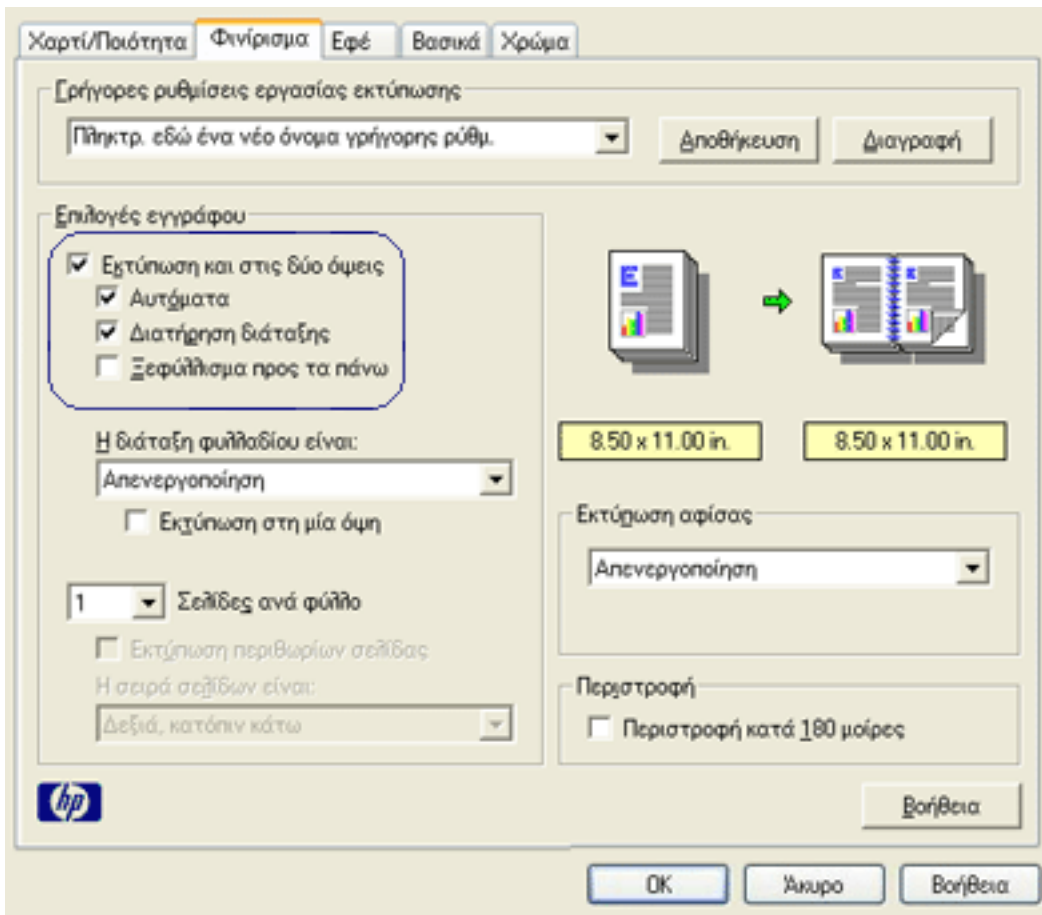 Χαρτί/Ποιότητα Φινίρισμα Εφέ Βασικά Χρώμα
Γρήγορες ρυθμίσεις εργασίας εκτύπωσης
Πληκτρ. εδώ ένα νέο όνομα γρήγορης ρύθμ. Αποθήκευση Διαγραφή
Επιλογές εγγράφου
Εκτύπωση και στις δύο όψεις
Αυτόματα
Διατήρηση διάταξης
Ξεφύλλισμα προς τα πάνω
Η διάταξη φυλλαδίου είναι:
Απενεργοποίηση
Εκτύπωση στη μία όψη
1 Σελίδες ανά φύλλο
Εκτύπωση περιθωρίων σελίδας
Η σειρά σελίδων είναι:
Δεξιά, κατόπιν κάτω
8.50 x 11.00 in. 8.50 x 11.00 in.
Εκτύπωση αφίσας
Απενεργοποίηση
Περιστροφή
Περιστροφή κατά 180 μοίρες
hp
Βοήθεια
OK Άκυρο Βοήθεια